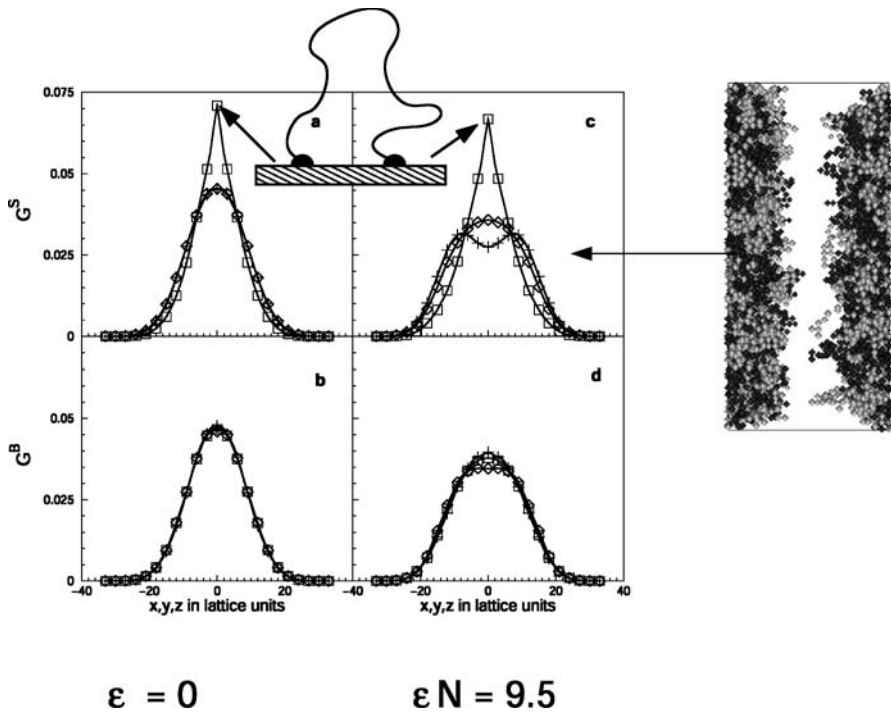 0.075
a
c
0.05
G^S
0.025
0
b
d
0.05
G^B
0.025
0
−40 −20 0 20 −40 −20 0 20 40
x,y,z in lattice units x,y,z in lattice units
ε = 0 ε N = 9.5